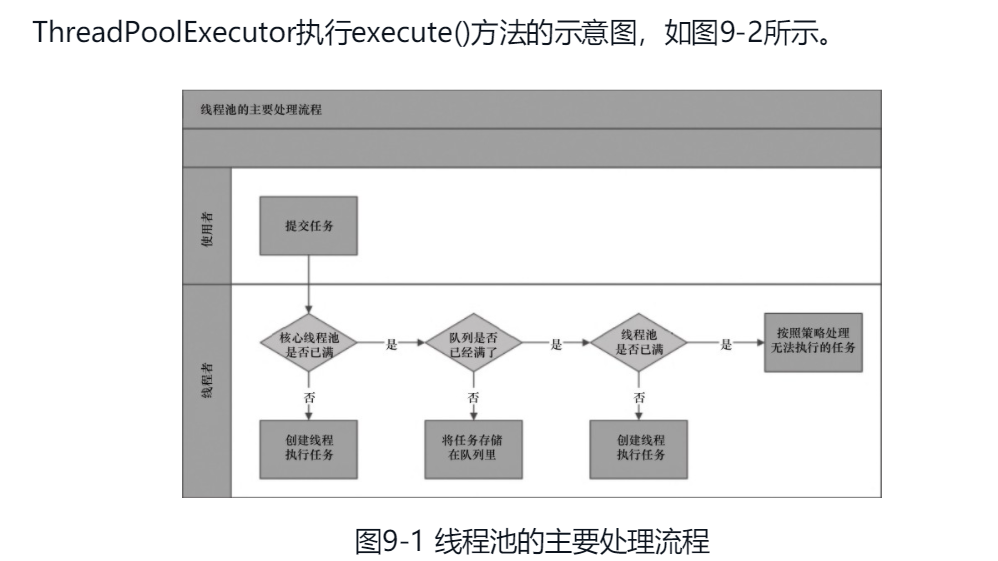 ThreadPoolExecutor执行execute()方法的示意图，如图9-2所示。
线程池的主要处理流程
使用者
提交任务
线程者
核心线程池
是否已满
是
队列是否
已经满了
是
线程池
是否已满
是
按照策略处理
无法执行的任务
否
否
否
创建线程
执行任务
将任务存储
在队列里
创建线程
执行任务
图9-1 线程池的主要处理流程